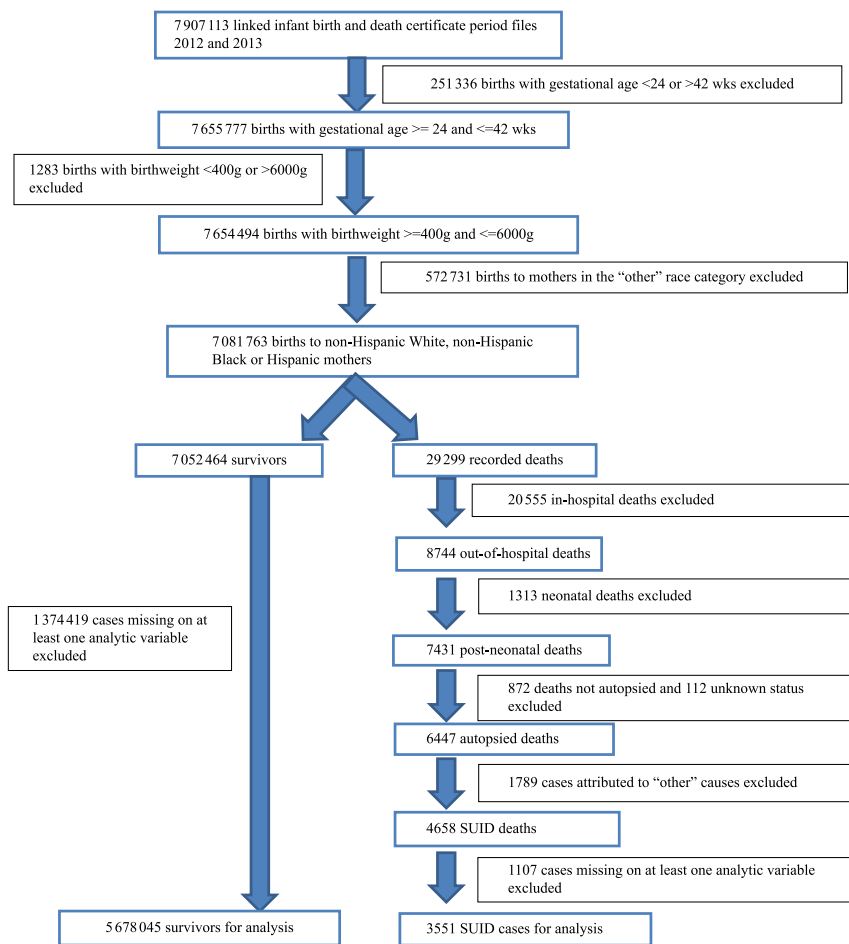 7 907 113 linked infant birth and death certificate period files
2012 and 2013
251 336 births with gestational age <24 or >42 wks excluded
7 655 777 births with gestational age >= 24 and <=42 wks
1283 births with birthweight <400g or >6000g
excluded
7 654 494 births with birthweight >=400g and <=6000g
572 731 births to mothers in the “other” race category excluded
7 081 763 births to non-Hispanic White, non-Hispanic
Black or Hispanic mothers
7 052 464 survivors
29 299 recorded deaths
20 555 in-hospital deaths excluded
8744 out-of-hospital deaths
1313 neonatal deaths excluded
1 374 419 cases missing on at
least one analytic variable
excluded
7431 post-neonatal deaths
872 deaths not autopsied and 112 unknown status
excluded
6447 autopsied deaths
1789 cases attributed to “other” causes excluded
4658 SUID deaths
1107 cases missing on at least one analytic variable
excluded
5 678 045 survivors for analysis
3551 SUID cases for analysis